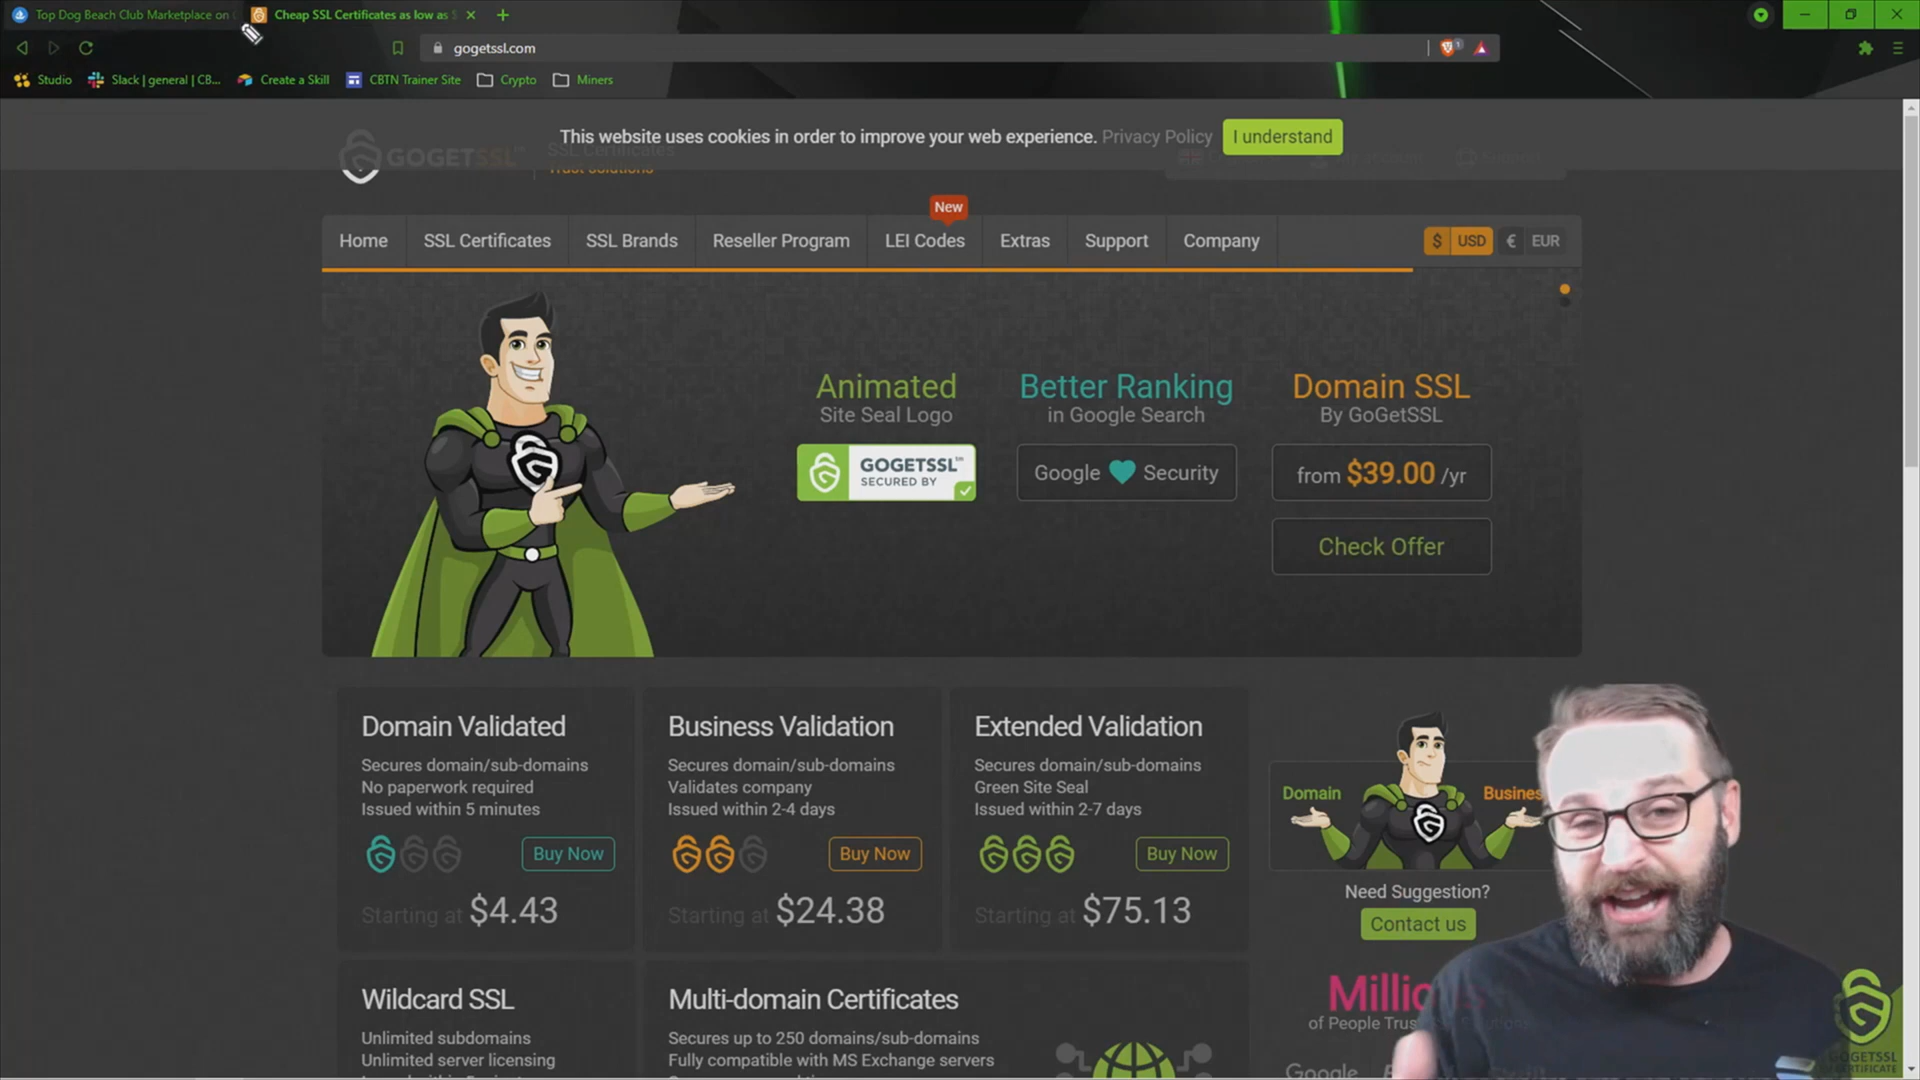 Top Dog Beach Club Marketplace on
Cheap SSL Certificates as low as
gogetssl.com
1
Studio
Slack | general | CB...
Create a Skill
CBTN Trainer Site
Crypto
Miners
This website uses cookies in order to improve your web experience. Privacy Policy
I understand
GOGETSSL
SSL Certificates
Trust Solutions
New
Home
SSL Certificates
SSL Brands
Reseller Program
LEI Codes
Extras
Support
Company
$ USD
€ EUR
Animated
Site Seal Logo
GOGETSSL™
SECURED BY
Better Ranking
in Google Search
Google Security
Domain SSL
By GoGetSSL
from $39.00 /yr
Check Offer
Domain Validated
Secures domain/sub-domains
No paperwork required
Issued within 5 minutes
Buy Now
Starting at $4.43
Business Validation
Secures domain/sub-domains
Validates company
Issued within 2-4 days
Buy Now
Starting at $24.38
Extended Validation
Secures domain/sub-domains
Green Site Seal
Issued within 2-7 days
Buy Now
Starting at $75.13
Domain
Busines
Need Suggestion?
Contact us
Wildcard SSL
Unlimited subdomains
Unlimited server licensing
Multi-domain Certificates
Secures up to 250 domains/sub-domains
Fully compatible with MS Exchange servers
of People
Google
GOGETSSL
CERTIFICATE